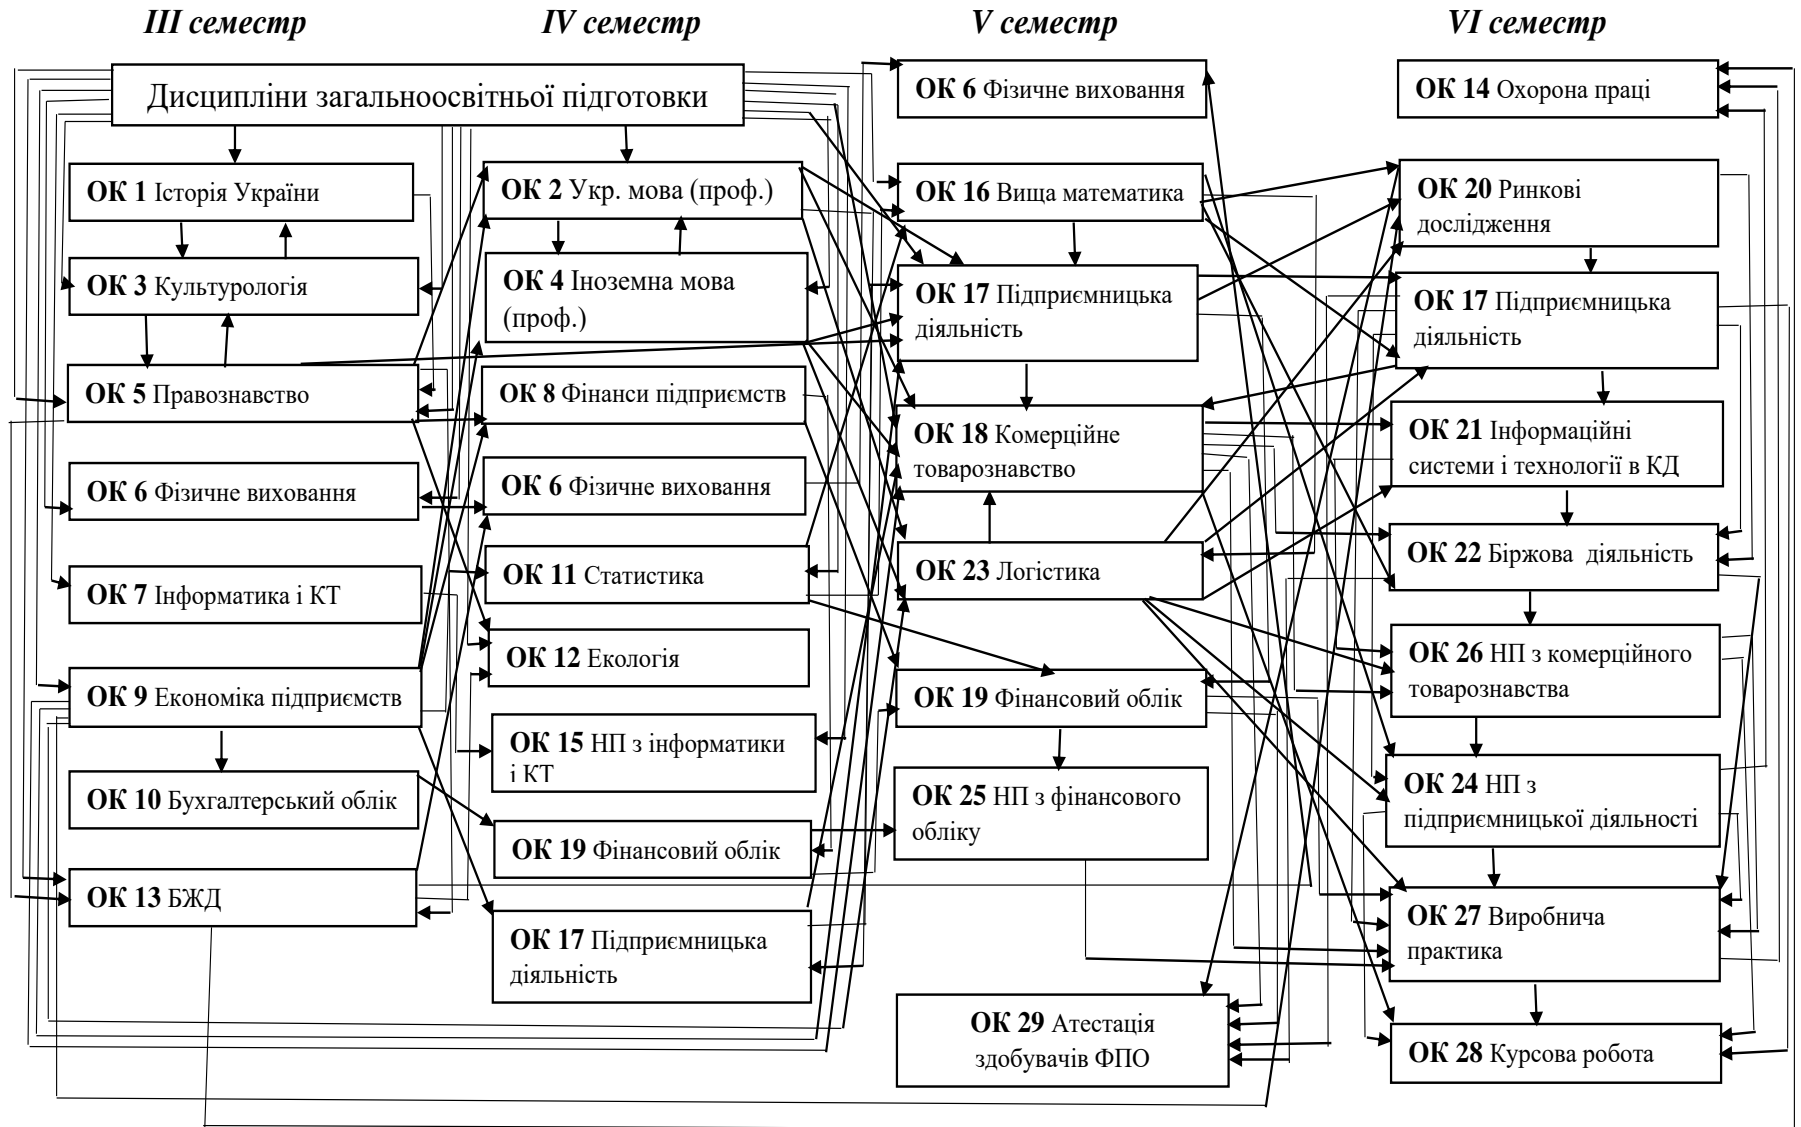 III семестр
IV семестр
V семестр
VI семестр
Дисципліни загальноосвітньої підготовки
ОК 1 Історія України
ОК 3 Культурологія
ОК 5 Правознавство
ОК 6 Фізичне виховання
ОК 7 Інформатика і КТ
ОК 9 Економіка підприємств
ОК 10 Бухгалтерський облік
ОК 13 БЖД
ОК 2 Укр. мова (проф.)
ОК 4 Іноземна мова
(проф.)
ОК 8 Фінанси підприємств
ОК 6 Фізичне виховання
ОК 11 Статистика
ОК 12 Екологія
ОК 15 НП з інформатики
і КТ
ОК 19 Фінансовий облік
ОК 17 Підприємницька
діяльність
ОК 6 Фізичне виховання
ОК 16 Вища математика
ОК 17 Підприємницька
діяльність
ОК 18 Комерційне
товарознавство
ОК 23 Логістика
ОК 19 Фінансовий облік
ОК 25 НП з фінансового
обліку
ОК 29 Атестація
здобувачів ФПО
ОК 14 Охорона праці
ОК 20 Ринкові
дослідження
ОК 17 Підприємницька
діяльність
ОК 21 Інформаційні
системи і технології в КД
ОК 22 Біржова діяльність
ОК 26 НП з комерційного
товарознавства
ОК 24 НП з
підприємницької діяльності
ОК 27 Виробнича
практика
ОК 28 Курсова робота